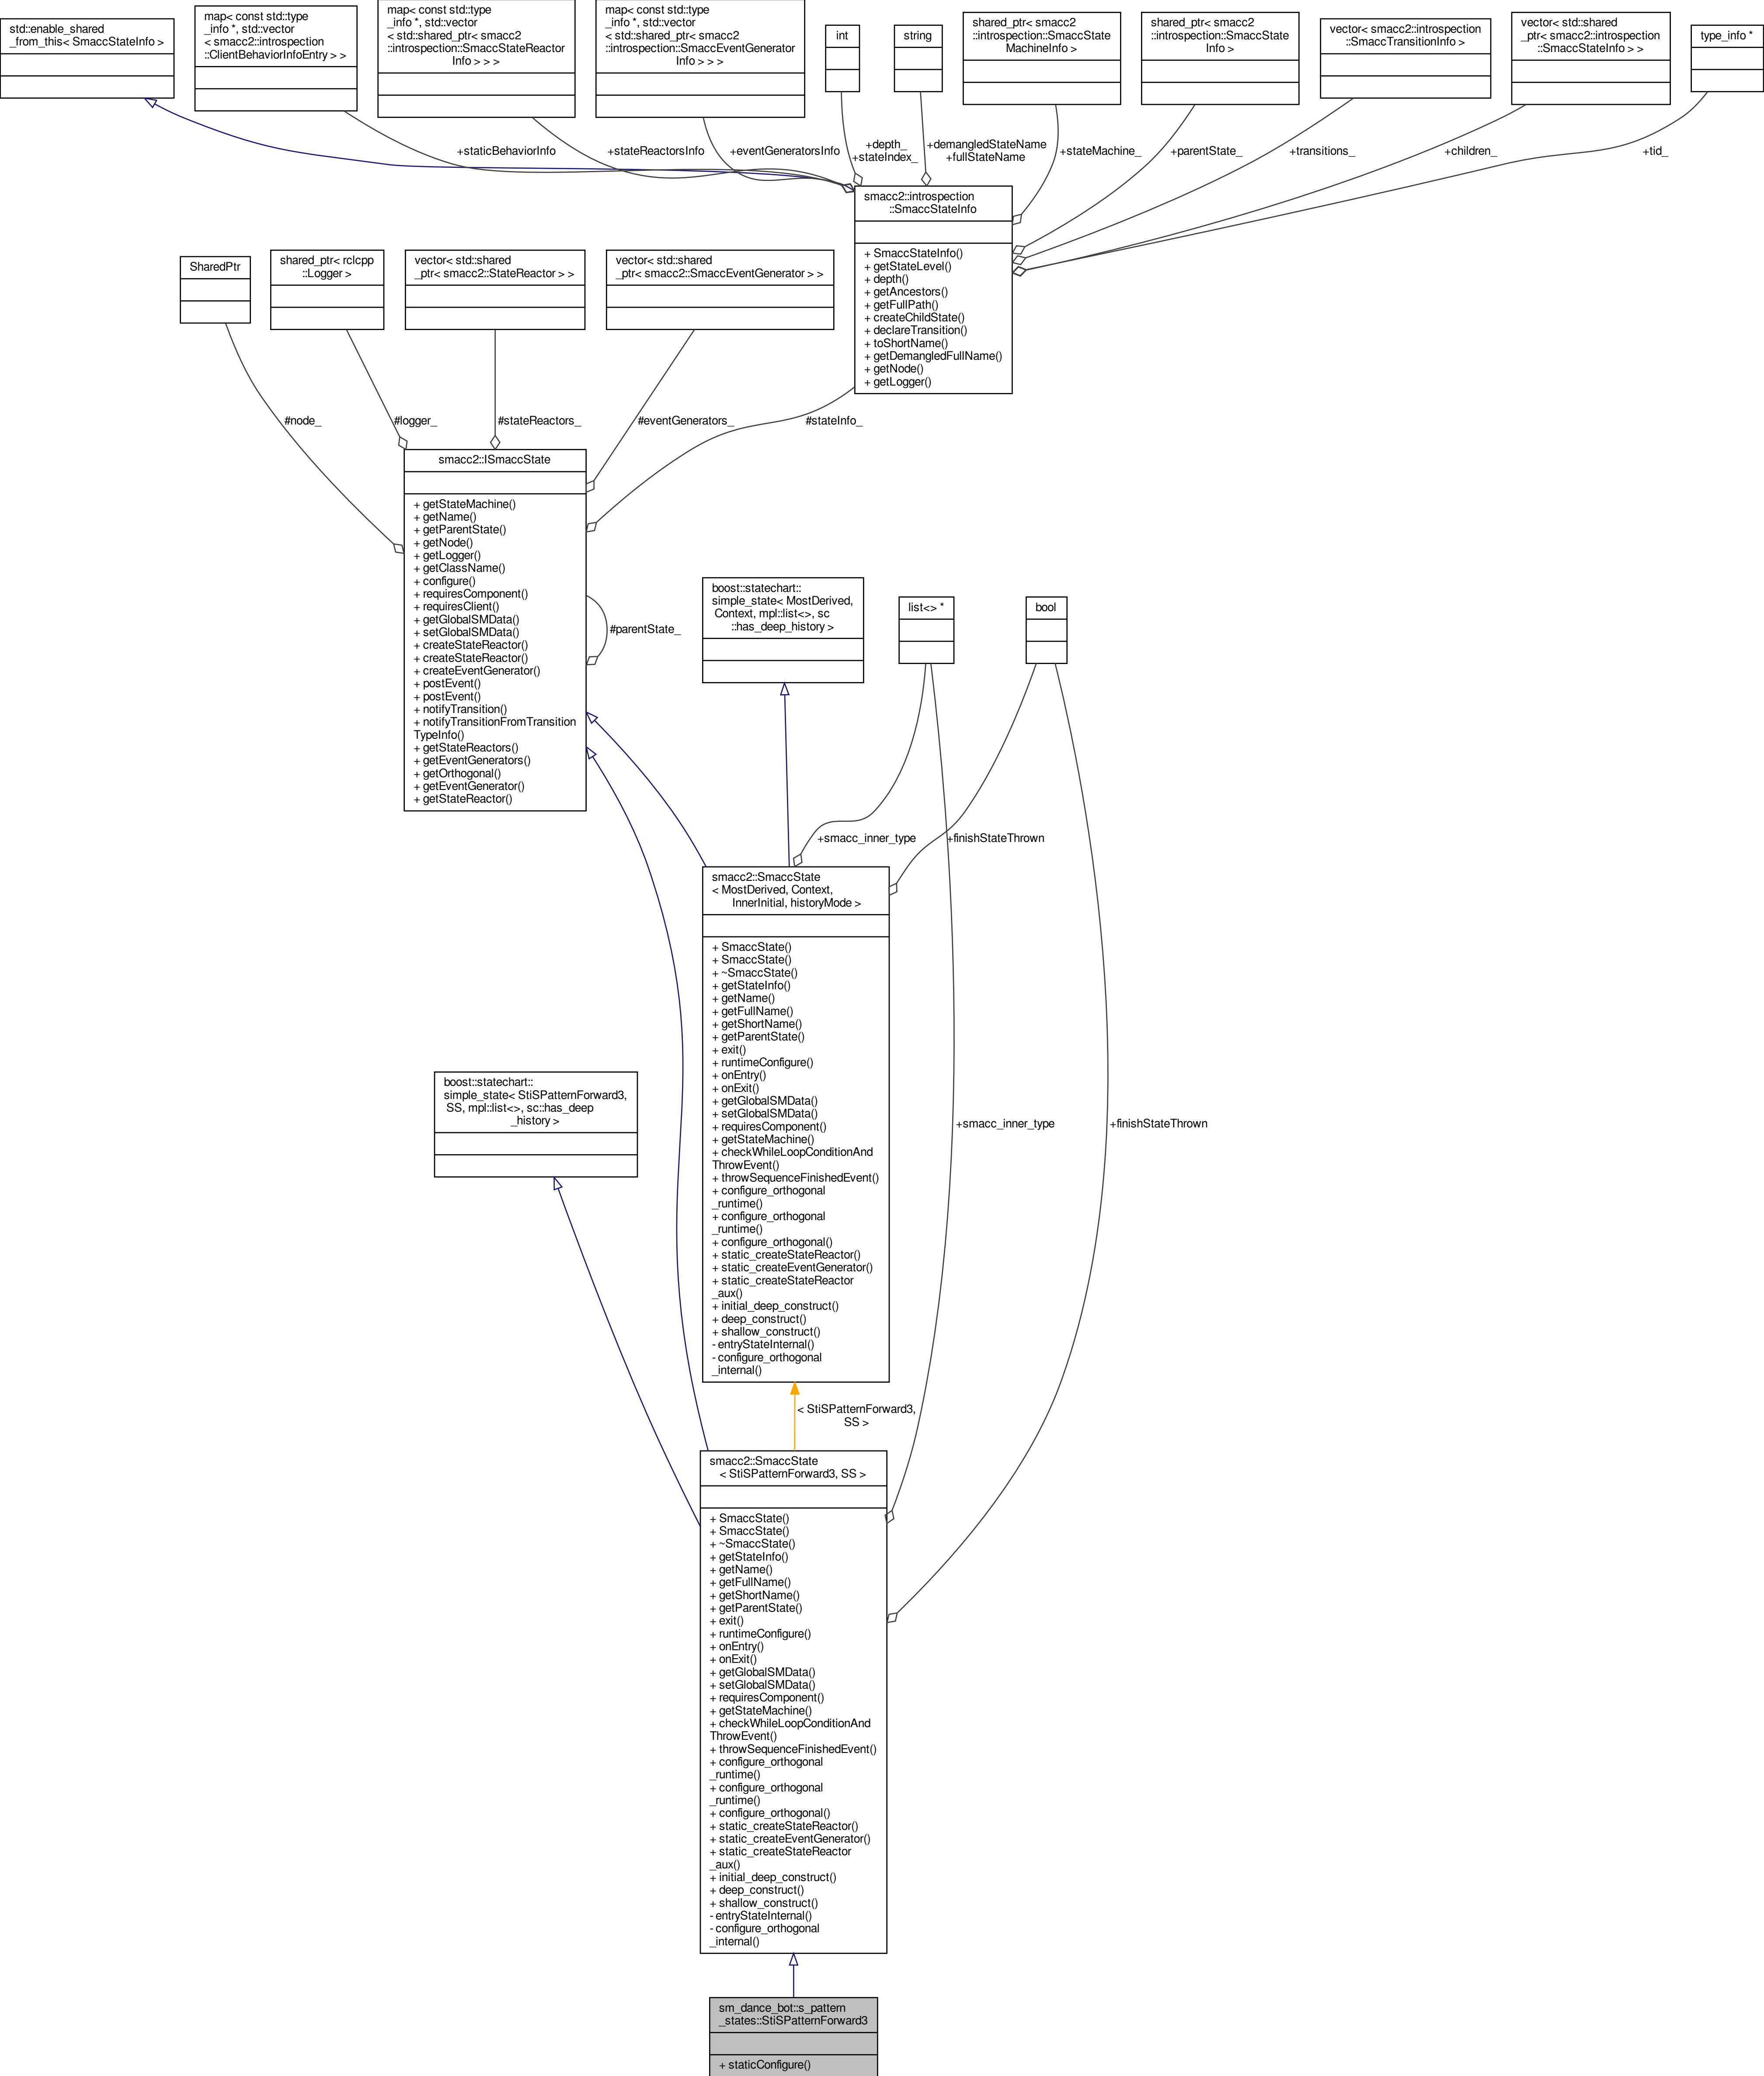 std::enable_shared
_from_this< SmaccStateInfo >
map< const std::type
_info *, std::vector
< smacc2::introspection
::ClientBehaviorInfoEntry > >
map< const std::type
_info *, std::vector
< std::shared_ptr< smacc2
::introspection::SmaccStateReactor
Info > > >
map< const std::type
_info *, std::vector
< std::shared_ptr< smacc2
::introspection::SmaccEventGenerator
Info > > >
int
string
shared_ptr< smacc2
::introspection::SmaccState
MachineInfo >
shared_ptr< smacc2
::introspection::SmaccState
Info >
vector< smacc2::introspection
::SmaccTransitionInfo >
vector< std::shared
_ptr< smacc2::introspection
::SmaccStateInfo > >
type_info *
+staticBehaviorInfo
+stateReactorsInfo
+eventGeneratorsInfo
+depth_
+stateIndex_
+demangledStateName
+fullStateName
+stateMachine_
+parentState_
+transitions_
+children_
+tid_
smacc2::introspection
::SmaccStateInfo
+ SmaccStateInfo()
+ getStateLevel()
+ depth()
+ getAncestors()
+ getFullPath()
+ createChildState()
+ declareTransition()
+ toShortName()
+ getDemangledFullName()
+ getNode()
+ getLogger()
SharedPtr
shared_ptr< rclcpp
::Logger >
vector< std::shared
_ptr< smacc2::StateReactor > >
vector< std::shared
_ptr< smacc2::SmaccEventGenerator > >
#node_
#logger_
#stateReactors_
#eventGenerators_
#stateInfo_
smacc2::ISmaccState
+ getStateMachine()
+ getName()
+ getParentState()
+ getNode()
+ getLogger()
+ getClassName()
+ configure()
+ requiresComponent()
+ requiresClient()
+ getGlobalSMData()
+ setGlobalSMData()
+ createStateReactor()
+ createStateReactor()
+ createEventGenerator()
+ postEvent()
+ postEvent()
+ notifyTransition()
+ notifyTransitionFromTransition
TypeInfo()
+ getStateReactors()
+ getEventGenerators()
+ getOrthogonal()
+ getEventGenerator()
+ getStateReactor()
#parentState_
boost::statechart::
simple_state< MostDerived,
Context, mpl::list<>, sc
::has_deep_history >
list<> *
bool
+smacc_inner_type
+finishStateThrown
smacc2::SmaccState
< MostDerived, Context,
InnerInitial, historyMode >
+ SmaccState()
+ SmaccState()
+ ~SmaccState()
+ getStateInfo()
+ getName()
+ getFullName()
+ getShortName()
+ getParentState()
+ exit()
+ runtimeConfigure()
+ onEntry()
+ onExit()
+ getGlobalSMData()
+ setGlobalSMData()
+ requiresComponent()
+ getStateMachine()
+ checkWhileLoopConditionAnd
ThrowEvent()
+ throwSequenceFinishedEvent()
+ configure_orthogonal
_runtime()
+ configure_orthogonal
_runtime()
+ configure_orthogonal()
+ static_createStateReactor()
+ static_createEventGenerator()
+ static_createStateReactor
_aux()
+ initial_deep_construct()
+ deep_construct()
+ shallow_construct()
- entryStateInternal()
- configure_orthogonal
_internal()
boost::statechart::
simple_state< StiSPatternForward3,
SS, mpl::list<>, sc::has_deep
_history >
+smacc_inner_type
+finishStateThrown
< StiSPatternForward3,
SS >
smacc2::SmaccState
< StiSPatternForward3, SS >
+ SmaccState()
+ SmaccState()
+ ~SmaccState()
+ getStateInfo()
+ getName()
+ getFullName()
+ getShortName()
+ getParentState()
+ exit()
+ runtimeConfigure()
+ onEntry()
+ onExit()
+ getGlobalSMData()
+ setGlobalSMData()
+ requiresComponent()
+ getStateMachine()
+ checkWhileLoopConditionAnd
ThrowEvent()
+ throwSequenceFinishedEvent()
+ configure_orthogonal
_runtime()
+ configure_orthogonal
_runtime()
+ configure_orthogonal()
+ static_createStateReactor()
+ static_createEventGenerator()
+ static_createStateReactor
_aux()
+ initial_deep_construct()
+ deep_construct()
+ shallow_construct()
- entryStateInternal()
- configure_orthogonal
_internal()
sm_dance_bot::s_pattern
_states::StiSPatternForward3
+ staticConfigure()